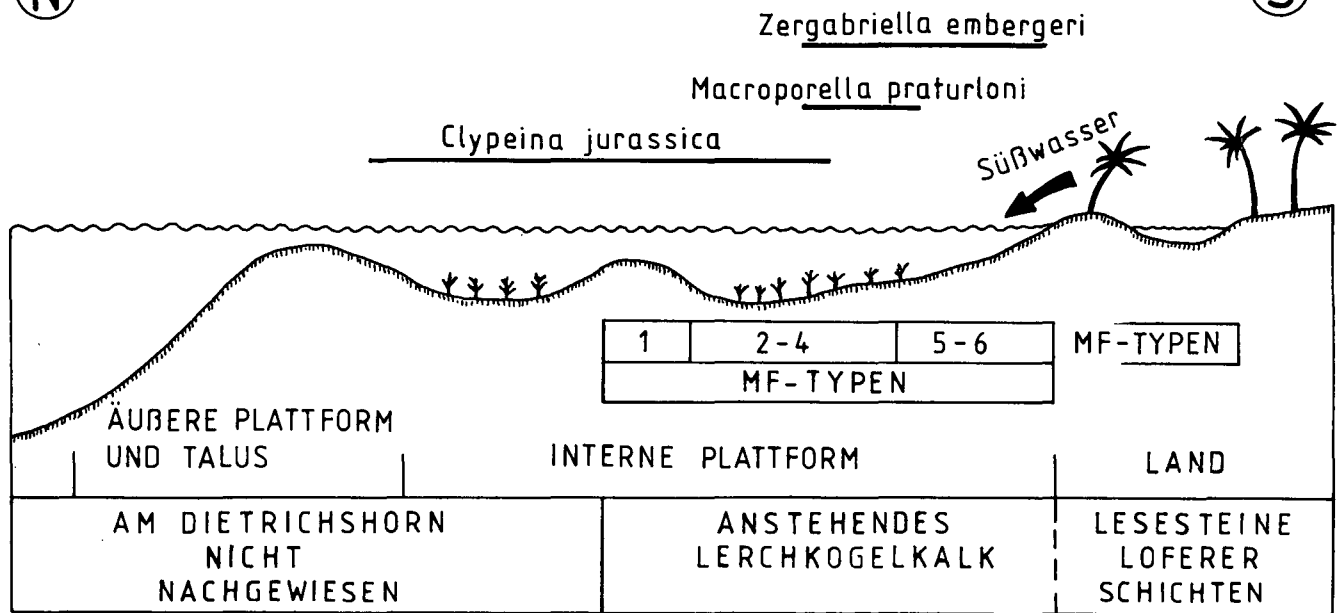 N
S
Zergabriella embergeri
Macroporella praturloni
Clypeina jurassica
Süßwasser
1
2-4
5-6
MF-TYPEN
MF-TYPEN
ÄUßERE PLATTFORM
UND TALUS
INTERNE PLATTFORM
LAND
AM DIETRICHSHORN
NICHT
NACHGEWIESEN
ANSTEHENDES
LERCHKOGELKALK
LESESTEINE
LOFERER
SCHICHTEN